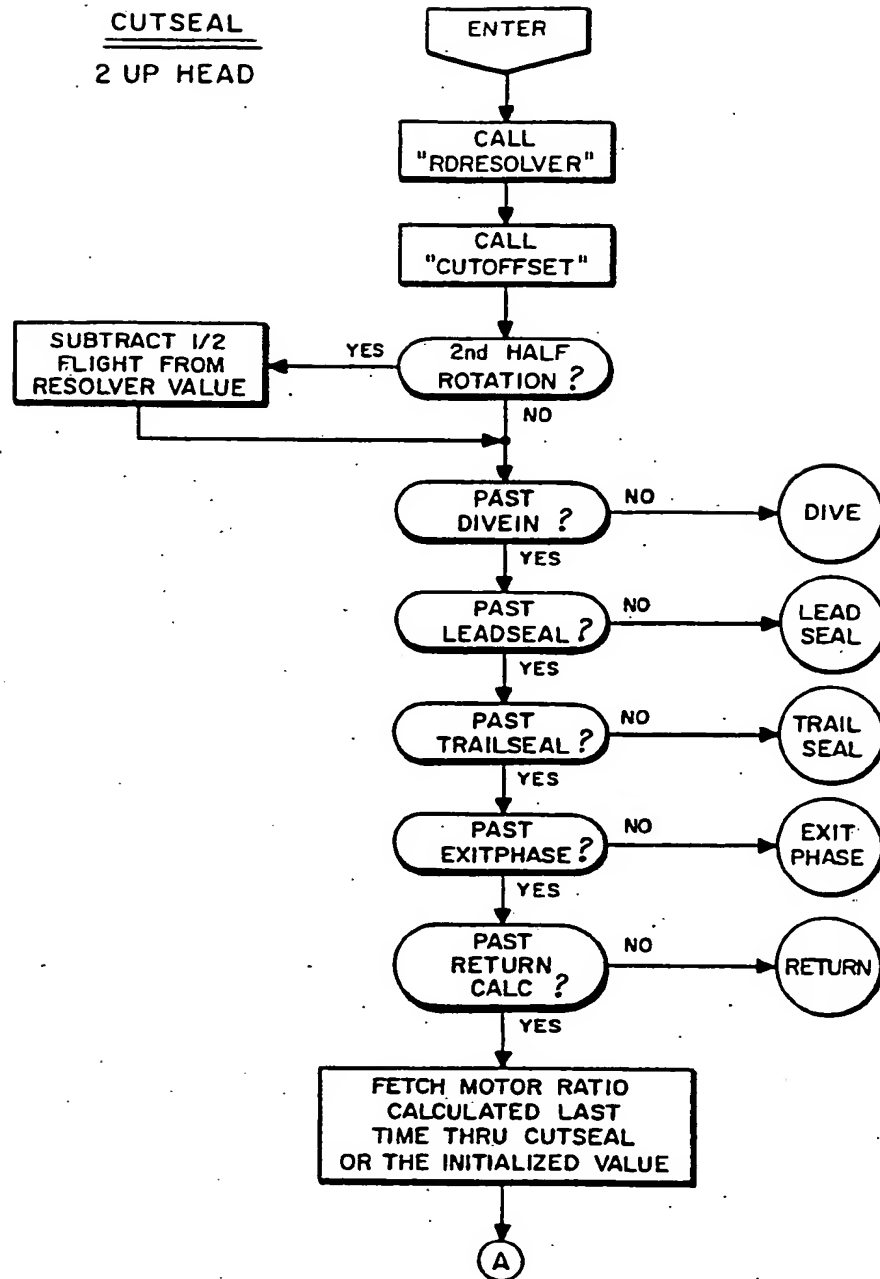 CUTSEAL
2 UP HEAD
ENTER
CALL
"RDRESOLVER"
CALL
"CUTOFFSET"
2nd HALF
ROTATION ?
YES
SUBTRACT 1/2
FLIGHT FROM
RESOLVER VALUE
NO
PAST
DIVEIN ?
NO
DIVE
YES
PAST
LEADSEAL ?
NO
LEAD
SEAL
YES
PAST
TRAILSEAL ?
NO
TRAIL
SEAL
YES
PAST
EXITPHASE ?
NO
EXIT
PHASE
YES
PAST
RETURN
CALC ?
NO
RETURN
YES
FETCH MOTOR RATIO
CALCULATED LAST
TIME THRU CUTSEAL
OR THE INITIALIZED VALUE
A